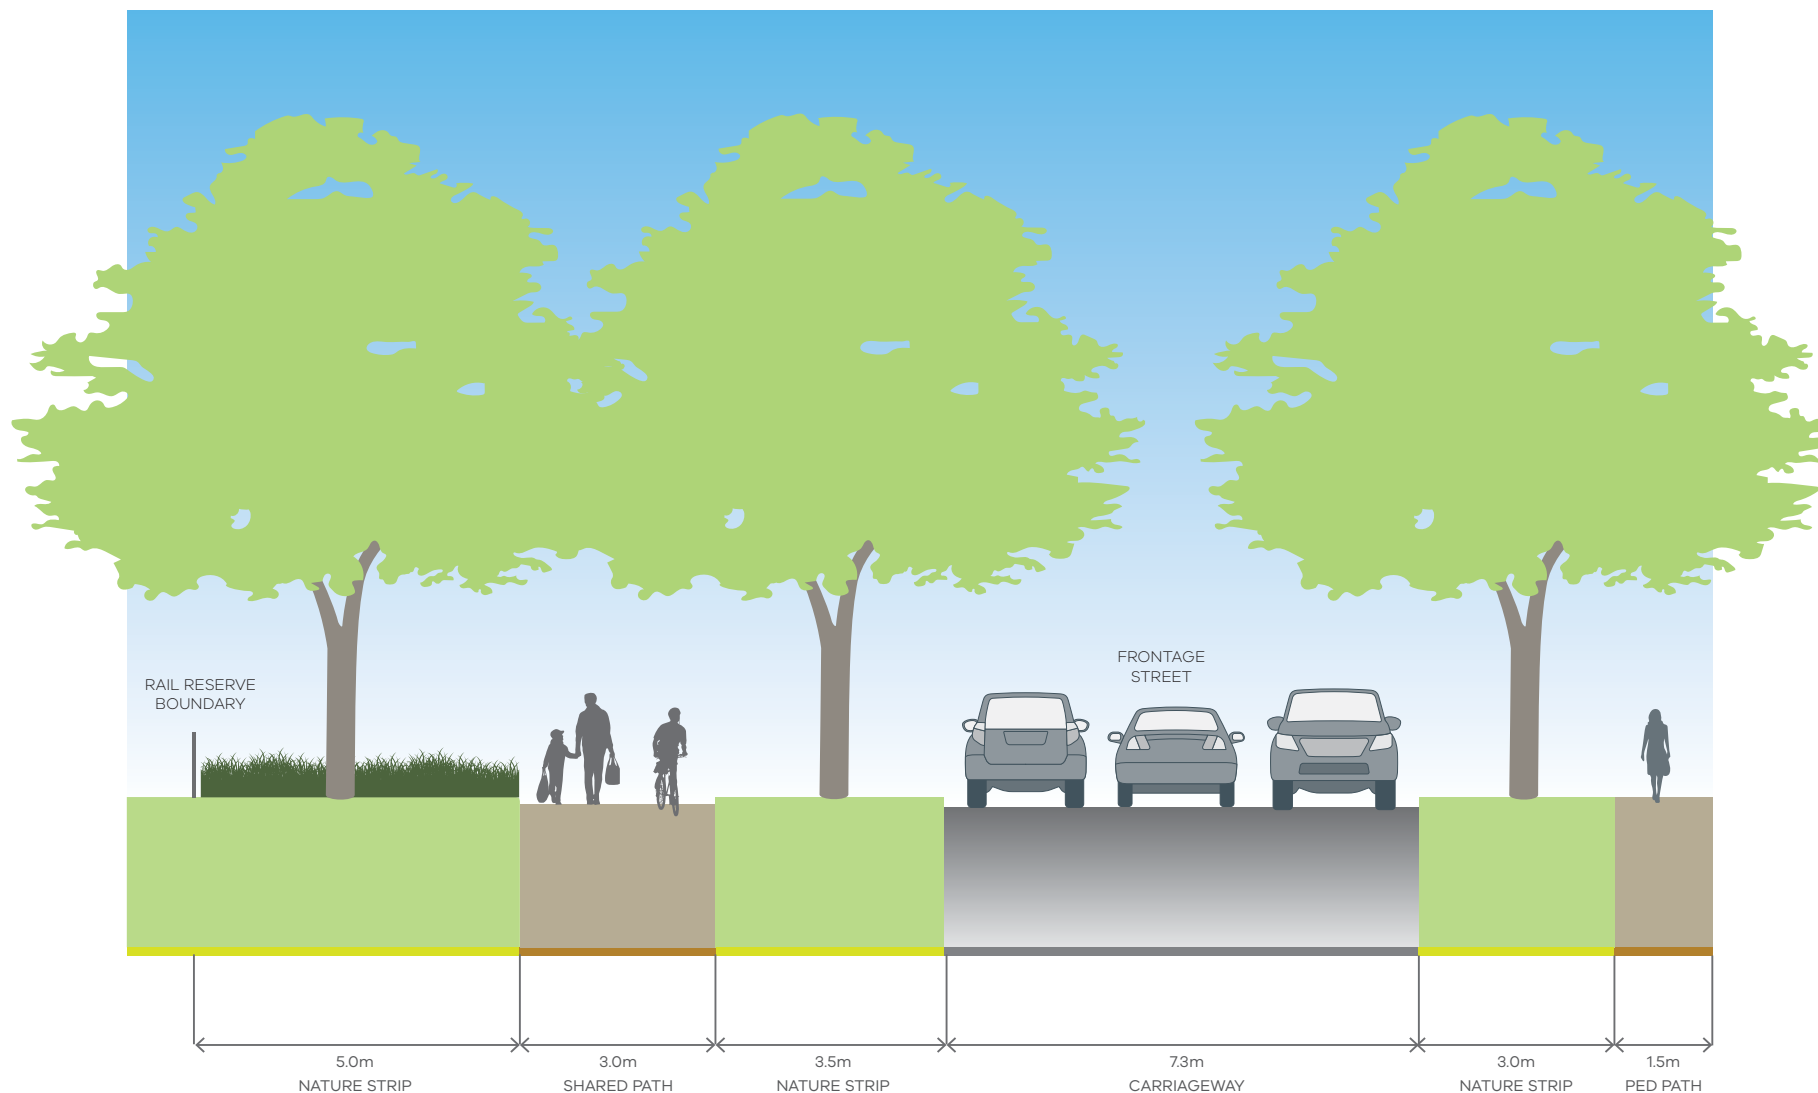 FRONTAGE
STREET
RAIL RESERVE
BOUNDARY
5.0m
NATURE STRIP
3.0m
SHARED PATH
3.5m
NATURE STRIP
7.3m
CARRIAGEWAY
3.0m
NATURE STRIP
1.5m
PED PATH